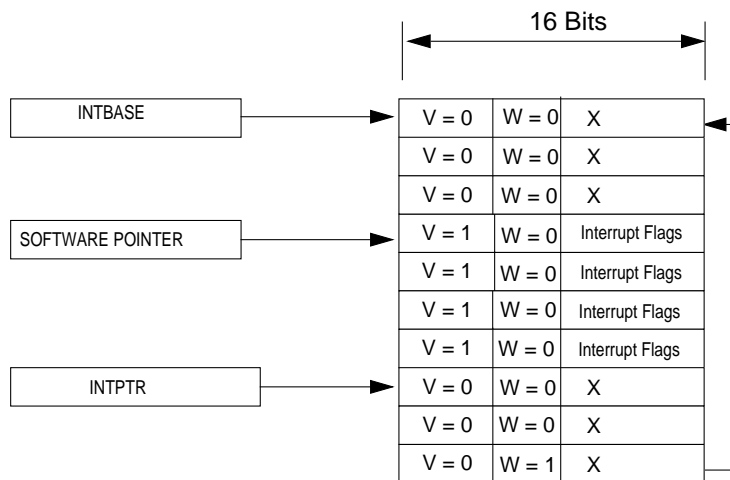 16 Bits
INTBASE
V = 0 W = 0 X
V = 0 W = 0 X
V = 0 W = 0 X
SOFTWARE POINTER
V = 1 W = 0 Interrupt Flags
V = 1 W = 0 Interrupt Flags
V = 1 W = 0 Interrupt Flags
V = 1 W = 0 Interrupt Flags
INTPTR
V = 0 W = 0 X
V = 0 W = 0 X
V = 0 W = 1 X